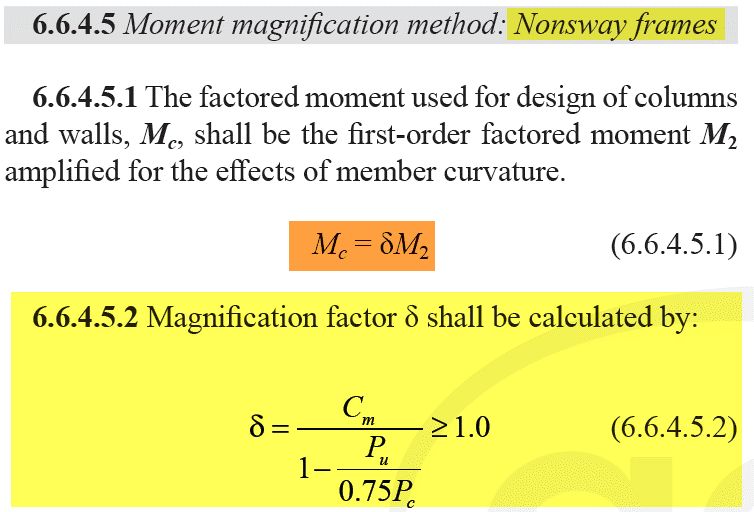 6.6.4.5 Moment magnification method: Nonsway frames
6.6.4.5.1 The factored moment used for design of columns
and walls, Mc, shall be the first-order factored moment M2
amplified for the effects of member curvature.
Mc = δM2 (6.6.4.5.1)
6.6.4.5.2 Magnification factor δ shall be calculated by:
δ = Cm / (1 − Pu / 0.75Pc) ≥ 1.0 (6.6.4.5.2)